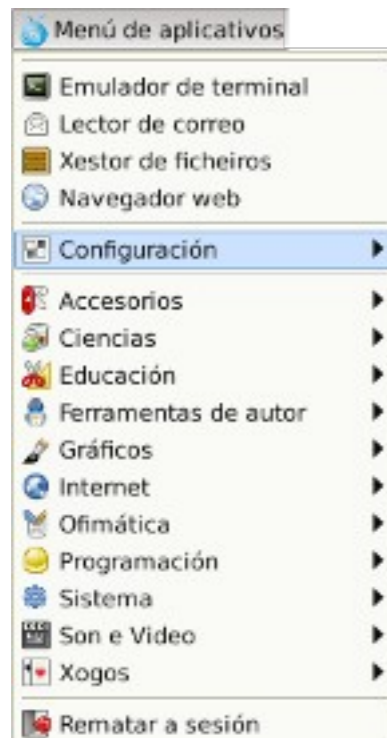 Menú de aplicativos
Emulador de terminal
Lector de correo
Xestor de ficheiros
Navegador web
Configuración
Accesorios
Ciencias
Educación
Ferramentas de autor
Gráficos
Internet
Ofimática
Programación
Sistema
Son e Video
Xogos
Rematar a sesión